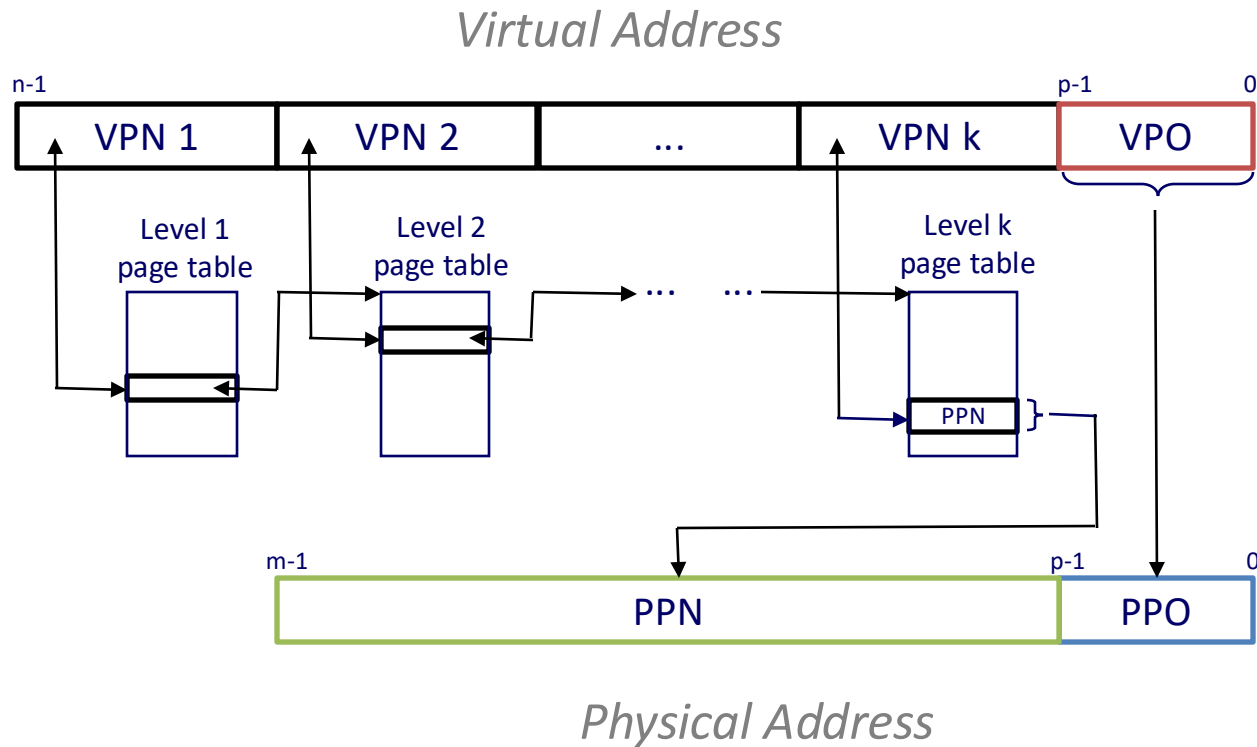 Virtual Address
n-1 p-1 0
VPN 1 VPN 2 ... VPN k VPO
Level 1
page table
Level 2
page table
Level k
page table
... ...
PPN
m-1 p-1 0
PPN PPO
Physical Address